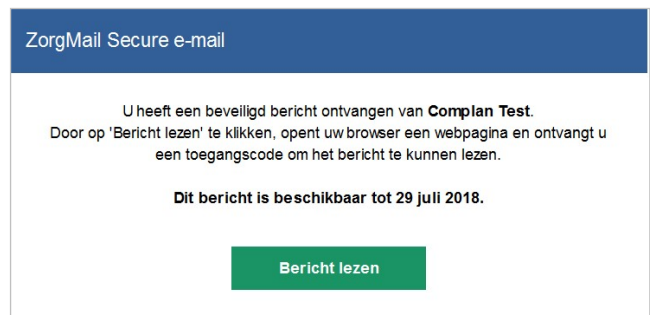 ZorgMail Secure e-mail
U heeft een beveiligd bericht ontvangen van Complan Test.
Door op 'Bericht lezen' te klikken, opent uw browser een webpagina en ontvangt u
een toegangscode om het bericht te kunnen lezen.
Dit bericht is beschikbaar tot 29 juli 2018.
Bericht lezen